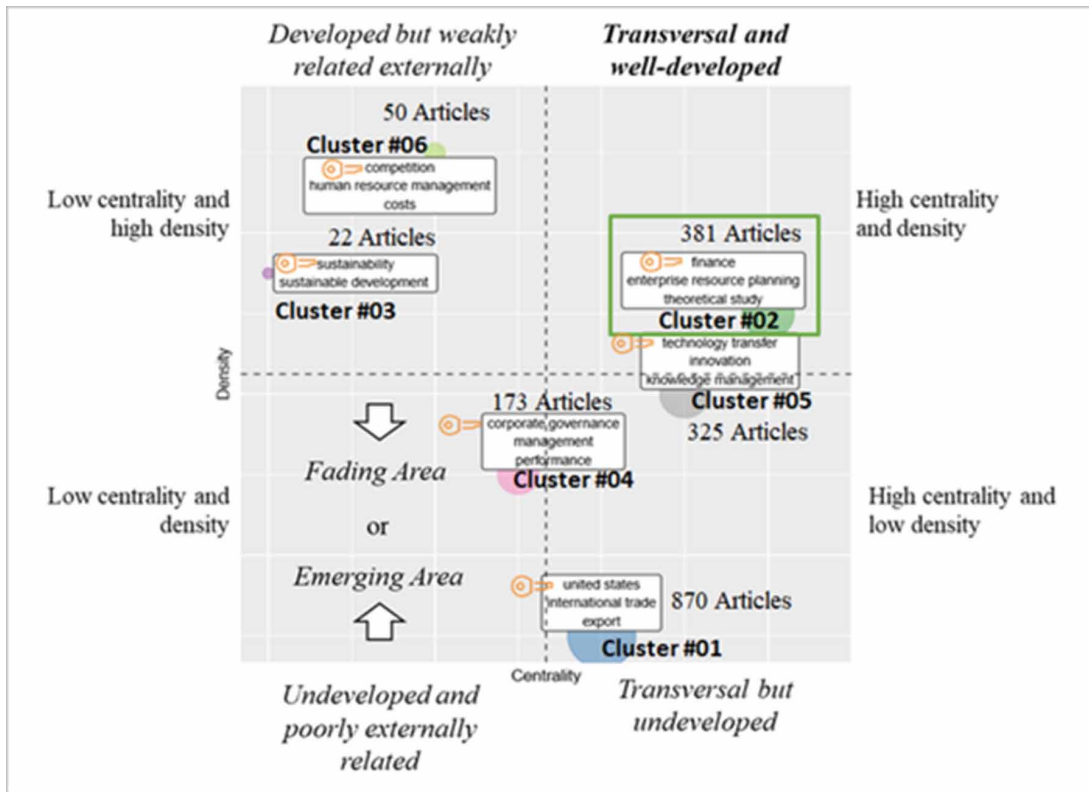 Developed but weakly
related externally
Transversal and
well-developed
50 Articles
Cluster #06
competition
human resource management
costs
Low centrality and
high density
High centrality
and density
22 Articles
sustainability
sustainable development
Cluster #03
381 Articles
finance
enterprise resource planning
theoretical study
Cluster #02
technology transfer
innovation
knowledge management
Cluster #05
325 Articles
Density
173 Articles
corporate governance
management
performance
Cluster #04
Fading Area
or
Emerging Area
Low centrality and
density
High centrality and
low density
united states
international trade
export
870 Articles
Cluster #01
Centrality
Undeveloped and
poorly externally
related
Transversal but
undeveloped